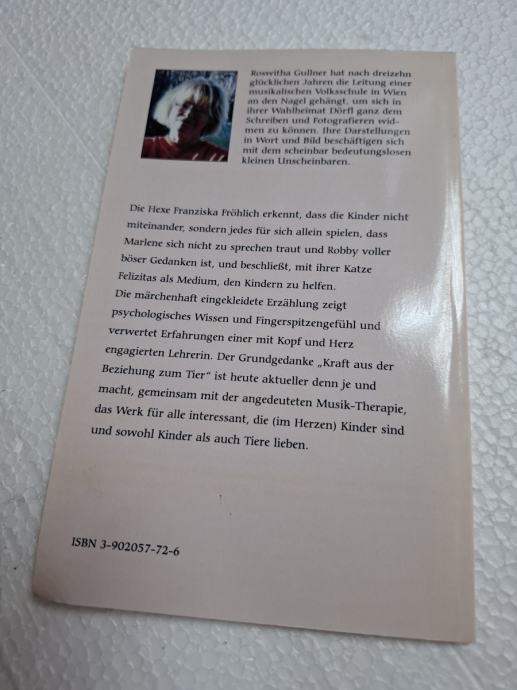 Roswitha Gullner hat nach dreizehn
glücklichen Jahren die Leitung einer
musikalischen Volksschule in Wien
an den Nagel gehängt, um sich in
ihrer Wahlheimat Dörfl ganz dem
Schreiben und Fotografieren wid-
men zu können. Ihre Darstellungen
in Wort und Bild beschäftigen sich
mit dem scheinbar bedeutungslosen
kleinen Unscheinbaren.
Die Hexe Franziska Fröhlich erkennt, dass die Kinder nicht
miteinander, sondern jedes für sich allein spielen, dass
Marlene sich nicht zu sprechen traut und Robby voller
böser Gedanken ist, und beschließt, mit ihrer Katze
Felizitas als Medium, den Kindern zu helfen.
Die märchenhaft eingekleidete Erzählung zeigt
psychologisches Wissen und Fingerspitzengefühl und
verwertet Erfahrungen einer mit Kopf und Herz
engagierten Lehrerin. Der Grundgedanke „Kraft aus der
Beziehung zum Tier“ ist heute aktueller denn je und
macht, gemeinsam mit der angedeuteten Musik-Therapie,
das Werk für alle interessant, die (im Herzen) Kinder sind
und sowohl Kinder als auch Tiere lieben.
ISBN 3-902057-72-6